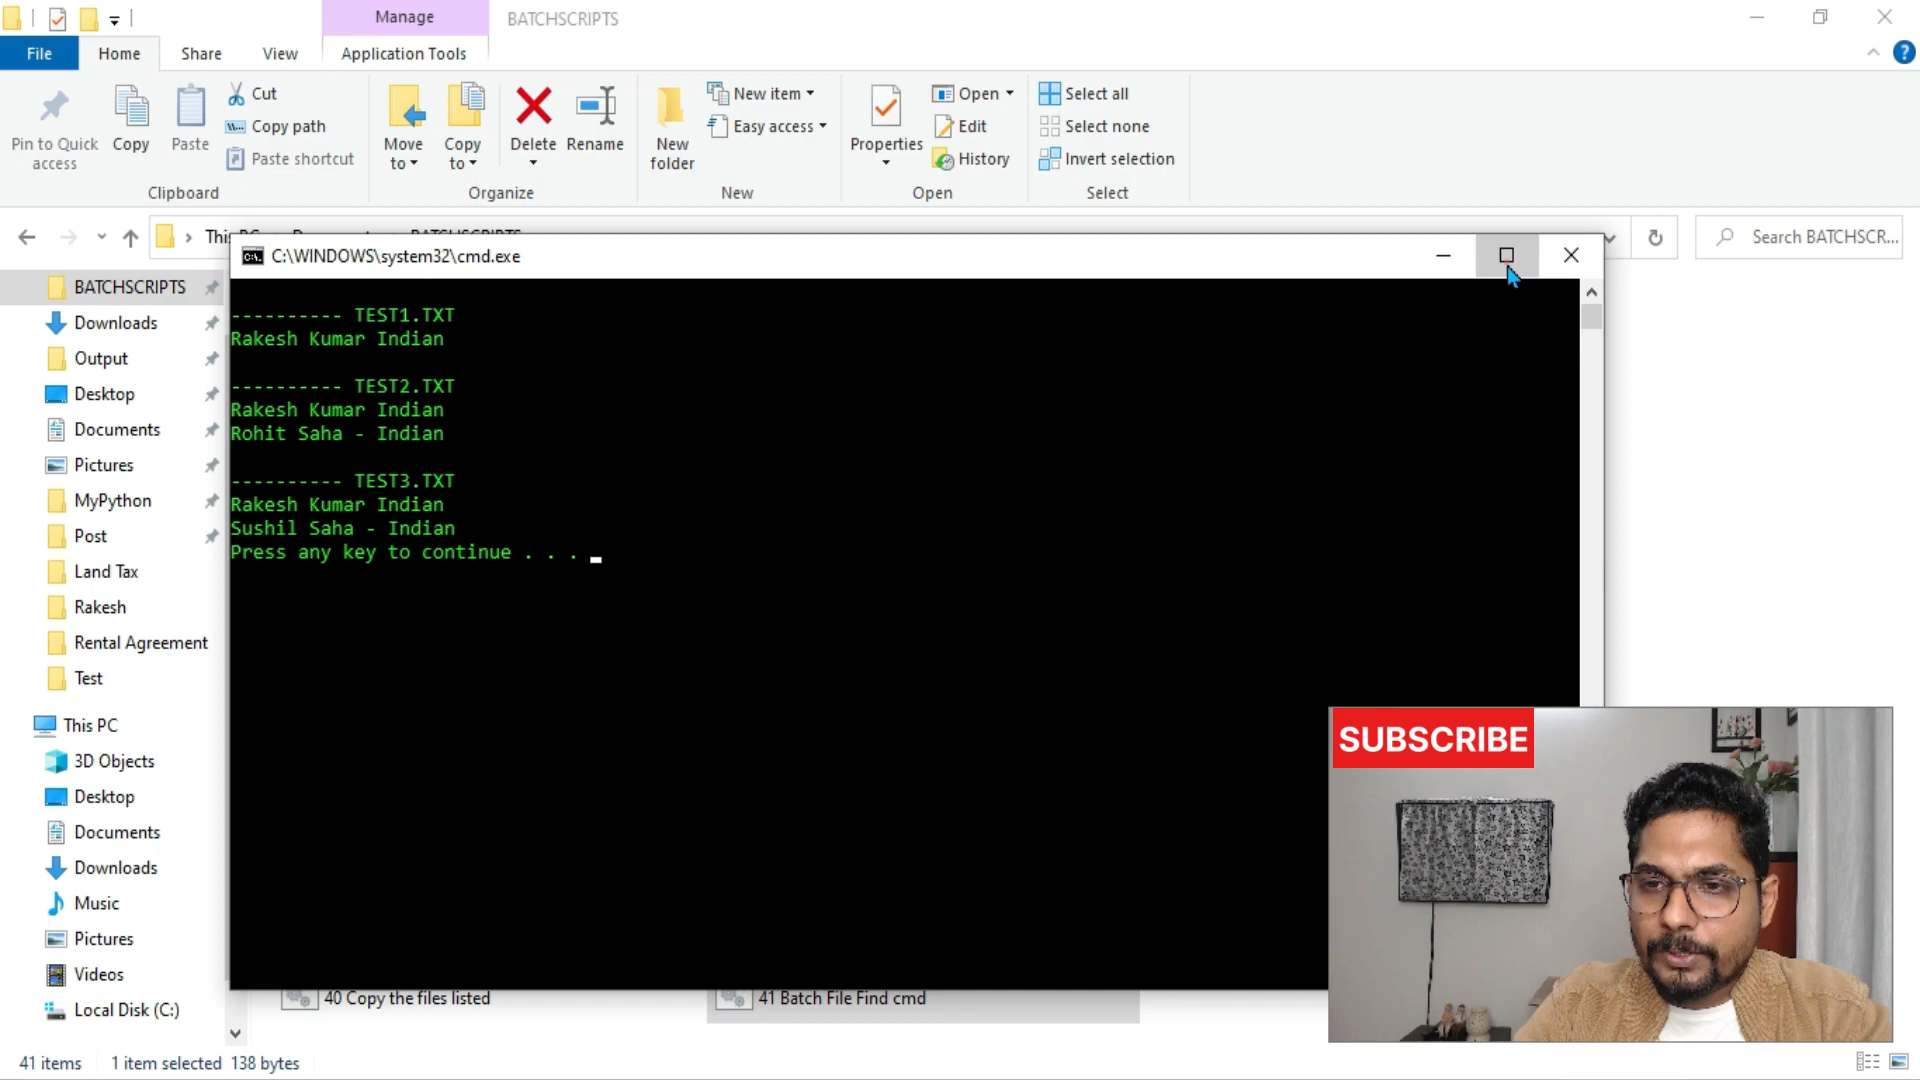 Manage
BATCHSCRIPTS
File
Home
Share
View
Application Tools
Pin to Quick access
Copy
Paste
Cut
Copy path
Paste shortcut
Clipboard
Move to
Copy to
Delete
Rename
Organize
New folder
New item
Easy access
New
Properties
Open
Edit
History
Open
Select all
Select none
Invert selection
Select
Search BATCHSCR...
C:\WINDOWS\system32\cmd.exe
---------- TEST1.TXT
Rakesh Kumar Indian
---------- TEST2.TXT
Rakesh Kumar Indian
Rohit Saha - Indian
---------- TEST3.TXT
Rakesh Kumar Indian
Sushil Saha - Indian
Press any key to continue . . .
BATCHSCRIPTS
Downloads
Output
Desktop
Documents
Pictures
MyPython
Post
Land Tax
Rakesh
Rental Agreement
Test
This PC
3D Objects
Desktop
Documents
Downloads
Music
Pictures
Videos
Local Disk (C:)
SUBSCRIBE
40 Copy the files listed
41 Batch File Find cmd
41 items
1 item selected 138 bytes